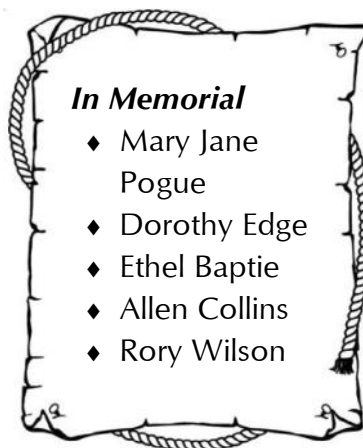 In Memorial
♦ Mary Jane
Pogue
♦ Dorothy Edge
♦ Ethel Baptie
♦ Allen Collins
♦ Rory Wilson